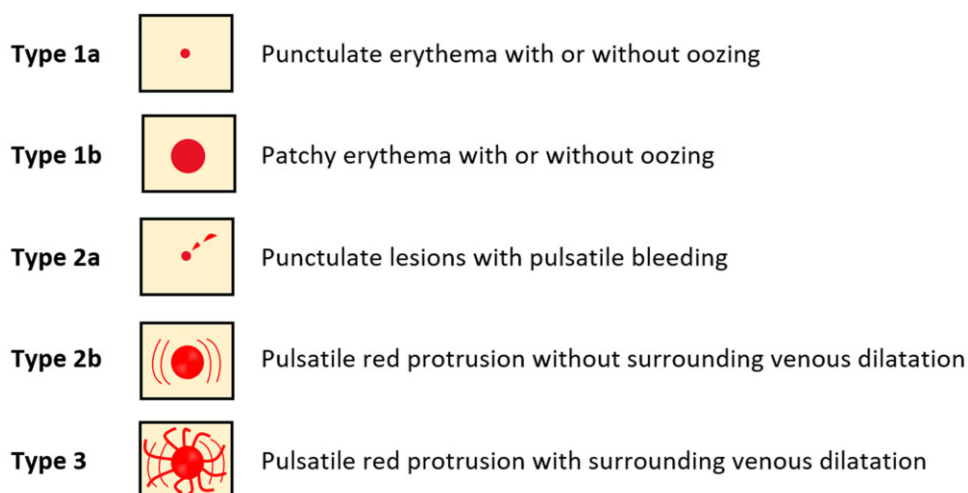 Type 1a Punctulate erythema with or without oozing
Type 1b Patchy erythema with or without oozing
Type 2a Punctulate lesions with pulsatile bleeding
Type 2b Pulsatile red protrusion without surrounding venous dilatation
Type 3 Pulsatile red protrusion with surrounding venous dilatation